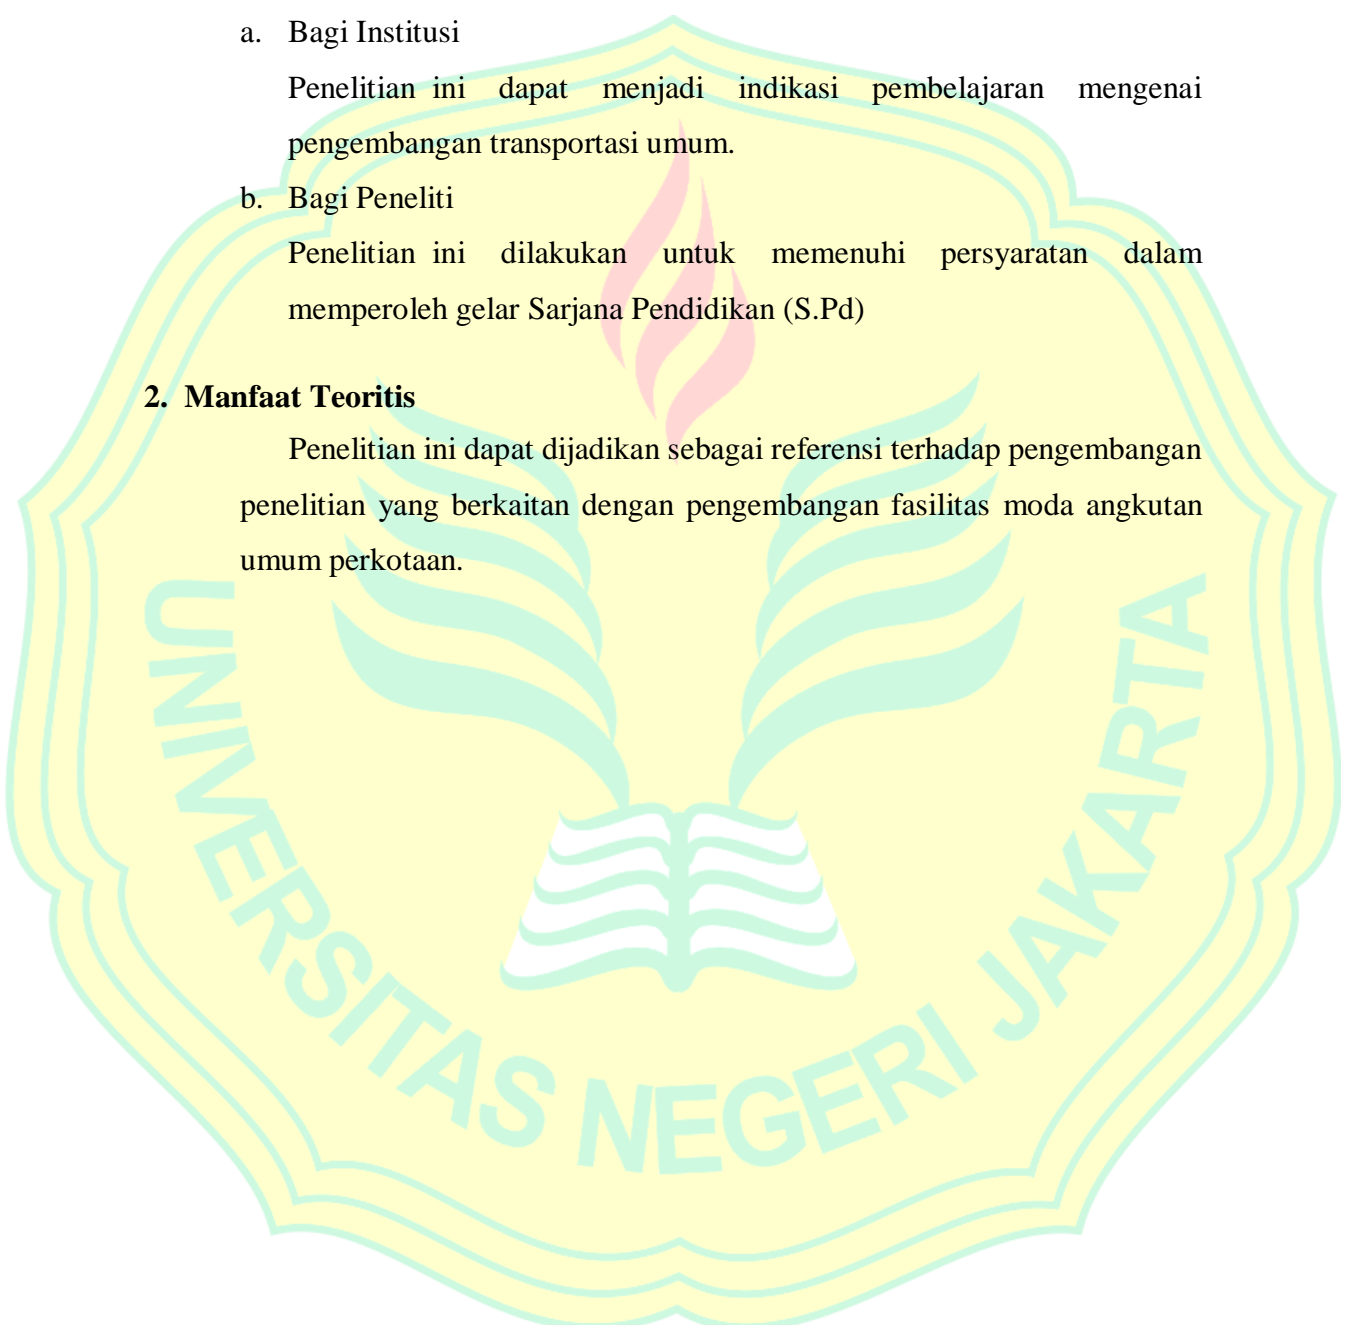 a. Bagi Institusi
Penelitian ini dapat menjadi indikasi pembelajaran mengenai
pengembangan transportasi umum.
b. Bagi Peneliti
Penelitian ini dilakukan untuk memenuhi persyaratan dalam
memperoleh gelar Sarjana Pendidikan (S.Pd)
2. Manfaat Teoritis
Penelitian ini dapat dijadikan sebagai referensi terhadap pengembangan
penelitian yang berkaitan dengan pengembangan fasilitas moda angkutan
umum perkotaan.
UNIVERSITAS NEGERI JAKARTA